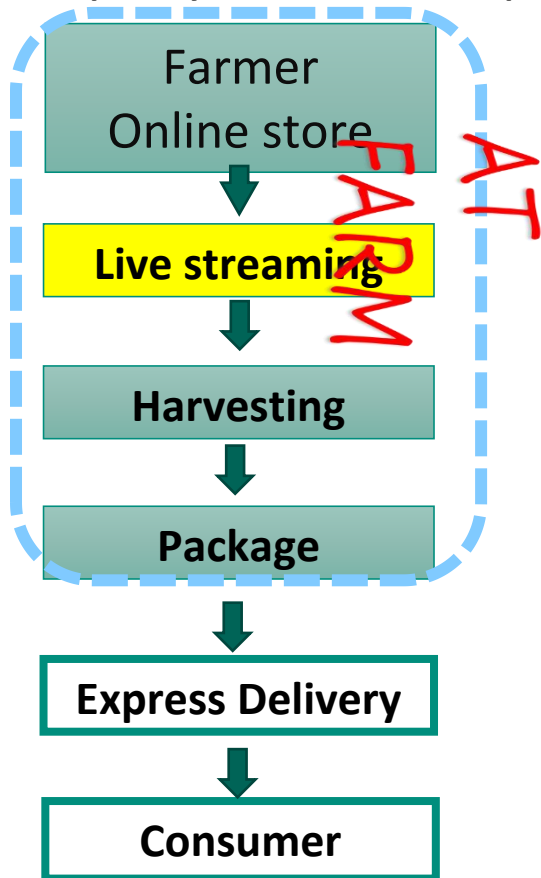 Farmer
Online store
AT
FARM
Live streaming
Harvesting
Package
Express Delivery
Consumer